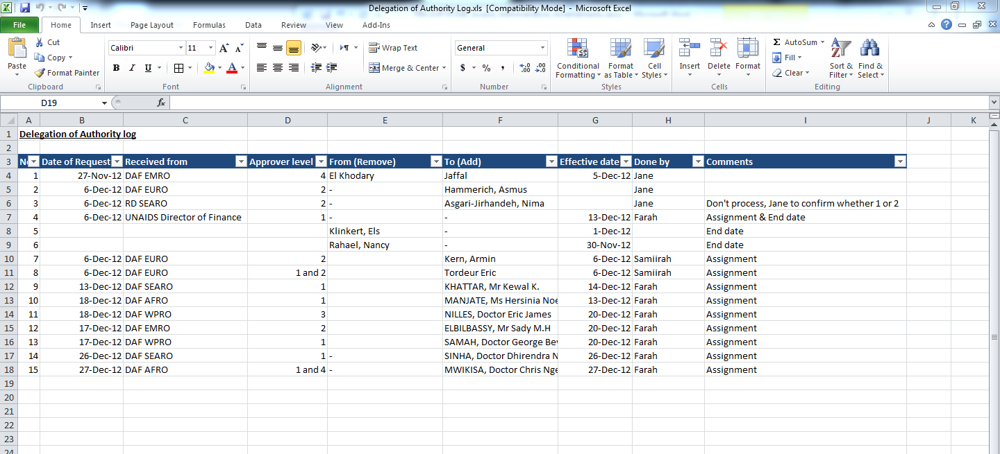 Delegation of Authority Log.xls [Compatibility Mode] - Microsoft Excel
File Home Insert Page Layout Formulas Data Review View Add-Ins
Paste Cut Copy Format Painter Clipboard
Calibri 11 B I U A Font
Wrap Text Merge & Center Alignment
General $ % , Number
Conditional Formatting Format as Table Cell Styles Styles
Insert Delete Format Cells
AutoSum Fill Clear Sort & Filter Find & Select Editing
D19 fx
A B C D E F G H I J K
1 Delegation of Authority log
2
3 Date of Request Received from Approver level From (Remove) To (Add) Effective date Done by Comments
4 1 27-Nov-12 DAF EMRO 4 El Khodary Jaffal 5-Dec-12 Jane
5 2 6-Dec-12 DAF EURO 2 - Hammerich, Asmus Jane
6 3 6-Dec-12 RD SEARO 2 - Asgari-Jirhandeh, Nima Jane Don't process, Jane to confirm whether 1 or 2
7 4 6-Dec-12 UNAIDS Director of Finance 1 - - 13-Dec-12 Farah Assignment & End date
8 5 Klinkert, Els - 1-Dec-12 End date
9 6 Rahael, Nancy - 30-Nov-12 End date
10 7 6-Dec-12 DAF EURO 2 Kern, Armin 6-Dec-12 Samiirah Assignment
11 8 6-Dec-12 DAF EURO 1 and 2 Tordeur Eric 6-Dec-12 Samiirah Assignment
12 9 13-Dec-12 DAF SEARO 1 KHATTAR, Mr Kewal K. 14-Dec-12 Farah Assignment
13 10 18-Dec-12 DAF AFRO 1 MANJATE, Ms Hersinia Noe 13-Dec-12 Farah Assignment
14 11 18-Dec-12 DAF WPRO 3 NILLES, Doctor Eric James 20-Dec-12 Farah Assignment
15 12 17-Dec-12 DAF EMRO 2 ELBILBASSY, Mr Sady M.H 20-Dec-12 Farah Assignment
16 13 17-Dec-12 DAF WPRO 1 SAMAH, Doctor George Be 20-Dec-12 Farah Assignment
17 14 26-Dec-12 DAF SEARO 1 - SINHA, Doctor Dhirendra N 26-Dec-12 Farah Assignment
18 15 27-Dec-12 DAF AFRO 1 and 4 - MWIKISA, Doctor Chris Nge 27-Dec-12 Farah Assignment
19
20
21
22
23
24